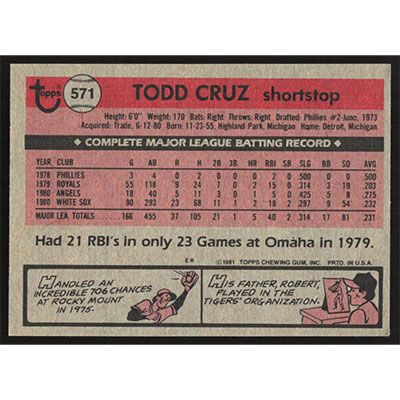 Topps
571
TODD CRUZ shortstop
Height: 6'0" Weight: 170 Bats: Right Throws: Right Drafted: Phillies #2-June, 1973
Acquired: Trade, 6-12-80 Born: 11-23-55, Highland Park, Michigan Home: Detroit, Michigan
COMPLETE MAJOR LEAGUE BATTING RECORD
YEAR CLUB G AB R H 2B 3B HR RBI SB SLG BB SO AVG
1978 PHILLIES 3 4 0 2 0 0 0 2 0 .500 0 0 .500
1979 ROYALS 55 118 9 24 7 0 2 15 0 .314 3 19 .203
1980 ANGELS 18 40 5 11 3 0 1 5 0 .425 5 8 .275
1980 WHITE SOX 90 293 23 68 11 1 2 18 2 .297 9 54 .232
MAJOR LEA. TOTALS 166 455 37 105 21 1 5 40 2 .316 17 81 .231
Had 21 RBI's in only 23 Games at Omaha in 1979.
E* ©1981 TOPPS CHEWING GUM, INC. PRTD. IN U.S.A.
HANDLED AN
INCREDIBLE 706 CHANCES
AT ROCKY MOUNT
IN 1975.
HIS FATHER, ROBERT,
PLAYED IN THE
TIGERS' ORGANIZATION.